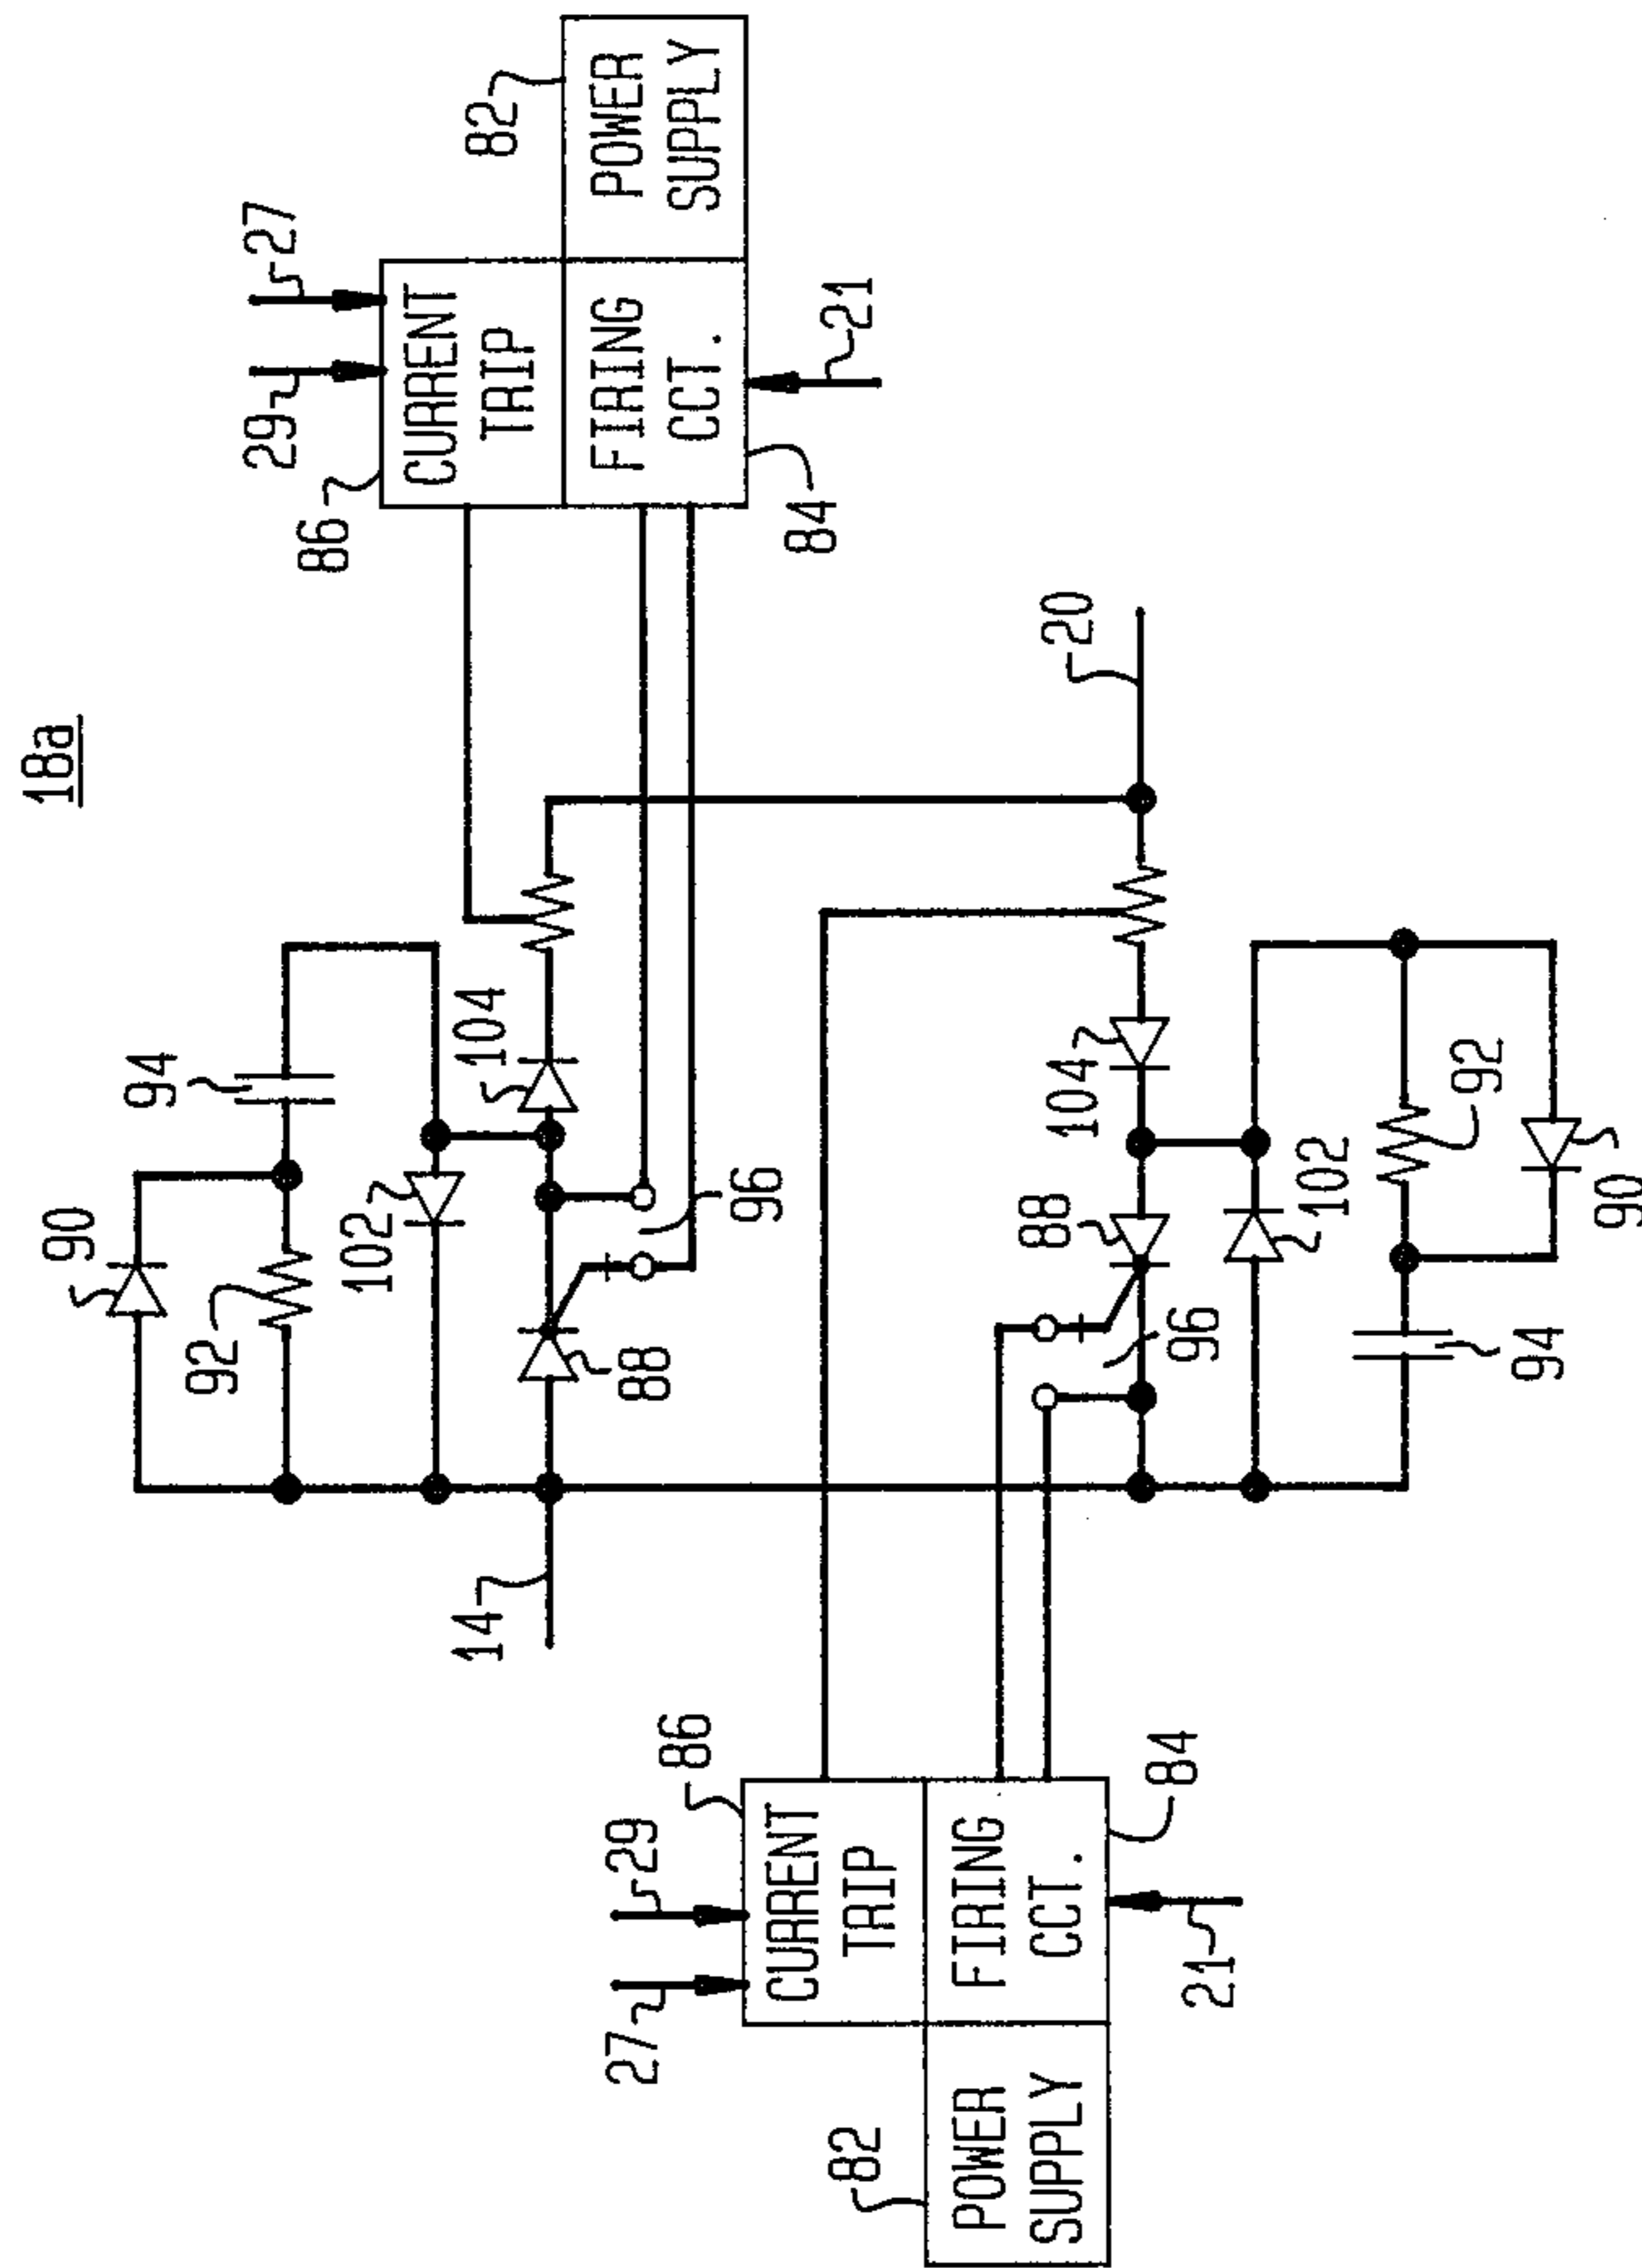 18a
82
POWER
SUPPLY
27
29
CURRENT
TRIP
86
FIRING
CCT.
21
84
94
90
92
102
104
96
88
20
14
104
88
96
102
92
90
94
86
29
27
CURRENT
TRIP
FIRING
CCT.
84
21
82
POWER
SUPPLY